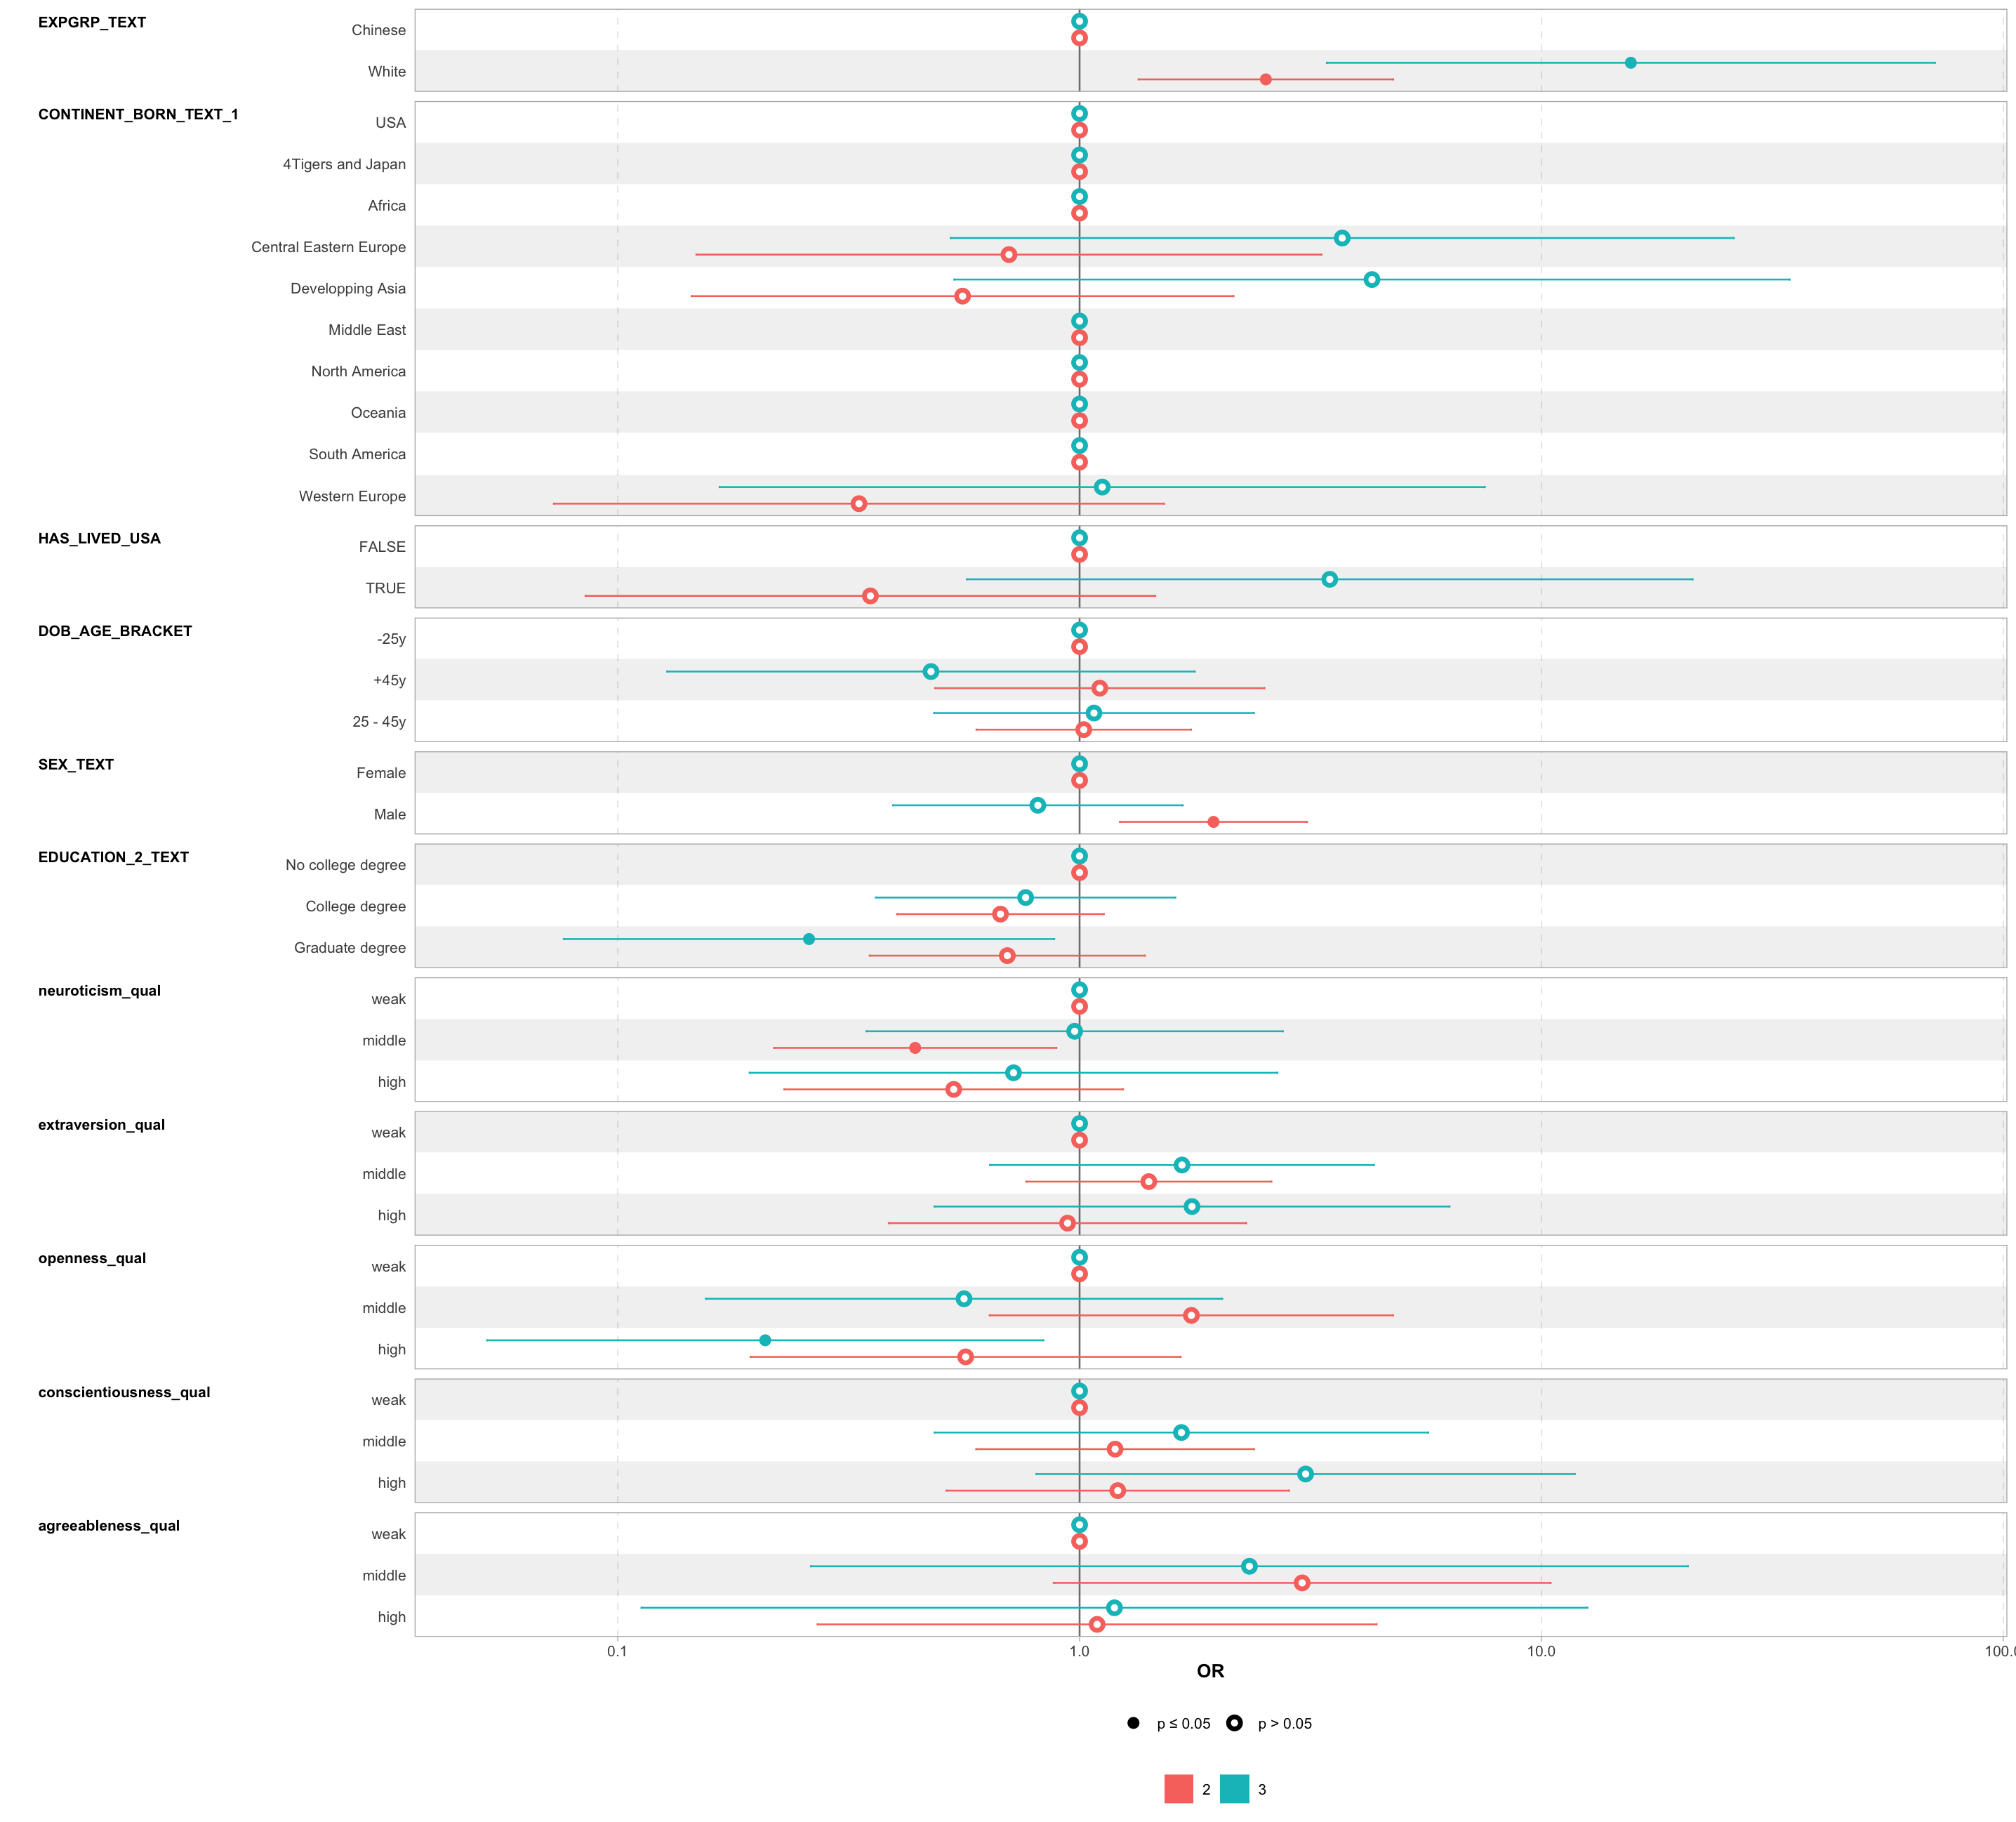 EXPGRP_TEXT
Chinese
White
CONTINENT_BORN_TEXT_1
USA
4Tigers and Japan
Africa
Central Eastern Europe
Developping Asia
Middle East
North America
Oceania
South America
Western Europe
HAS_LIVED_USA
FALSE
TRUE
DOB_AGE_BRACKET
-25y
+45y
25 - 45y
SEX_TEXT
Female
Male
EDUCATION_2_TEXT
No college degree
College degree
Graduate degree
neuroticism_qual
weak
middle
high
extraversion_qual
weak
middle
high
openness_qual
weak
middle
high
conscientiousness_qual
weak
middle
high
agreeableness_qual
weak
middle
high
0.1 1.0 10.0 100.0
OR
p ≤ 0.05 p > 0.05
2 3